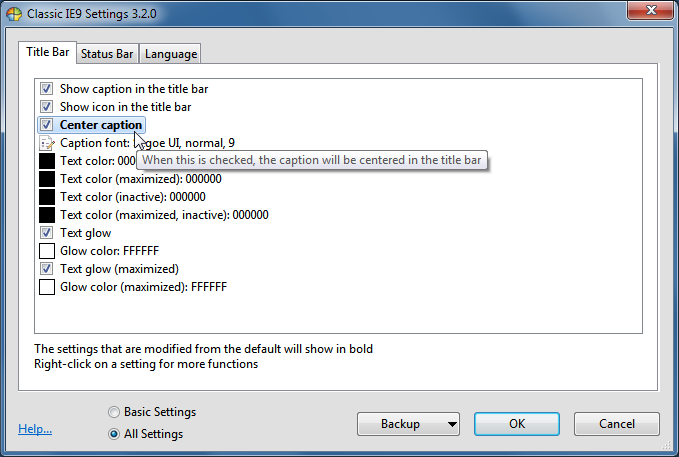 Classic IE9 Settings 3.2.0
Title Bar
Status Bar
Language
Show caption in the title bar
Show icon in the title bar
Center caption
Caption font: goe UI, normal, 9
When this is checked, the caption will be centered in the title bar
Text color: 000
Text color (maximized): 000000
Text color (inactive): 000000
Text color (maximized, inactive): 000000
Text glow
Glow color: FFFFFF
Text glow (maximized)
Glow color (maximized): FFFFFF
The settings that are modified from the default will show in bold
Right-click on a setting for more functions
Help...
Basic Settings
All Settings
Backup
OK
Cancel